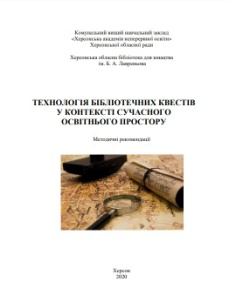 Комунальний вищий навчальний заклад
«Херсонська академія неперервної освіти»
Херсонської обласної ради
Херсонська обласна бібліотека для юнацтва
ім. Б. А. Лавреньова
ТЕХНОЛОГІЯ БІБЛІОТЕЧНИХ КВЕСТІВ
У КОНТЕКСТІ СУЧАСНОГО
ОСВІТНЬОГО ПРОСТОРУ
Методичні рекомендації
Херсон
2020